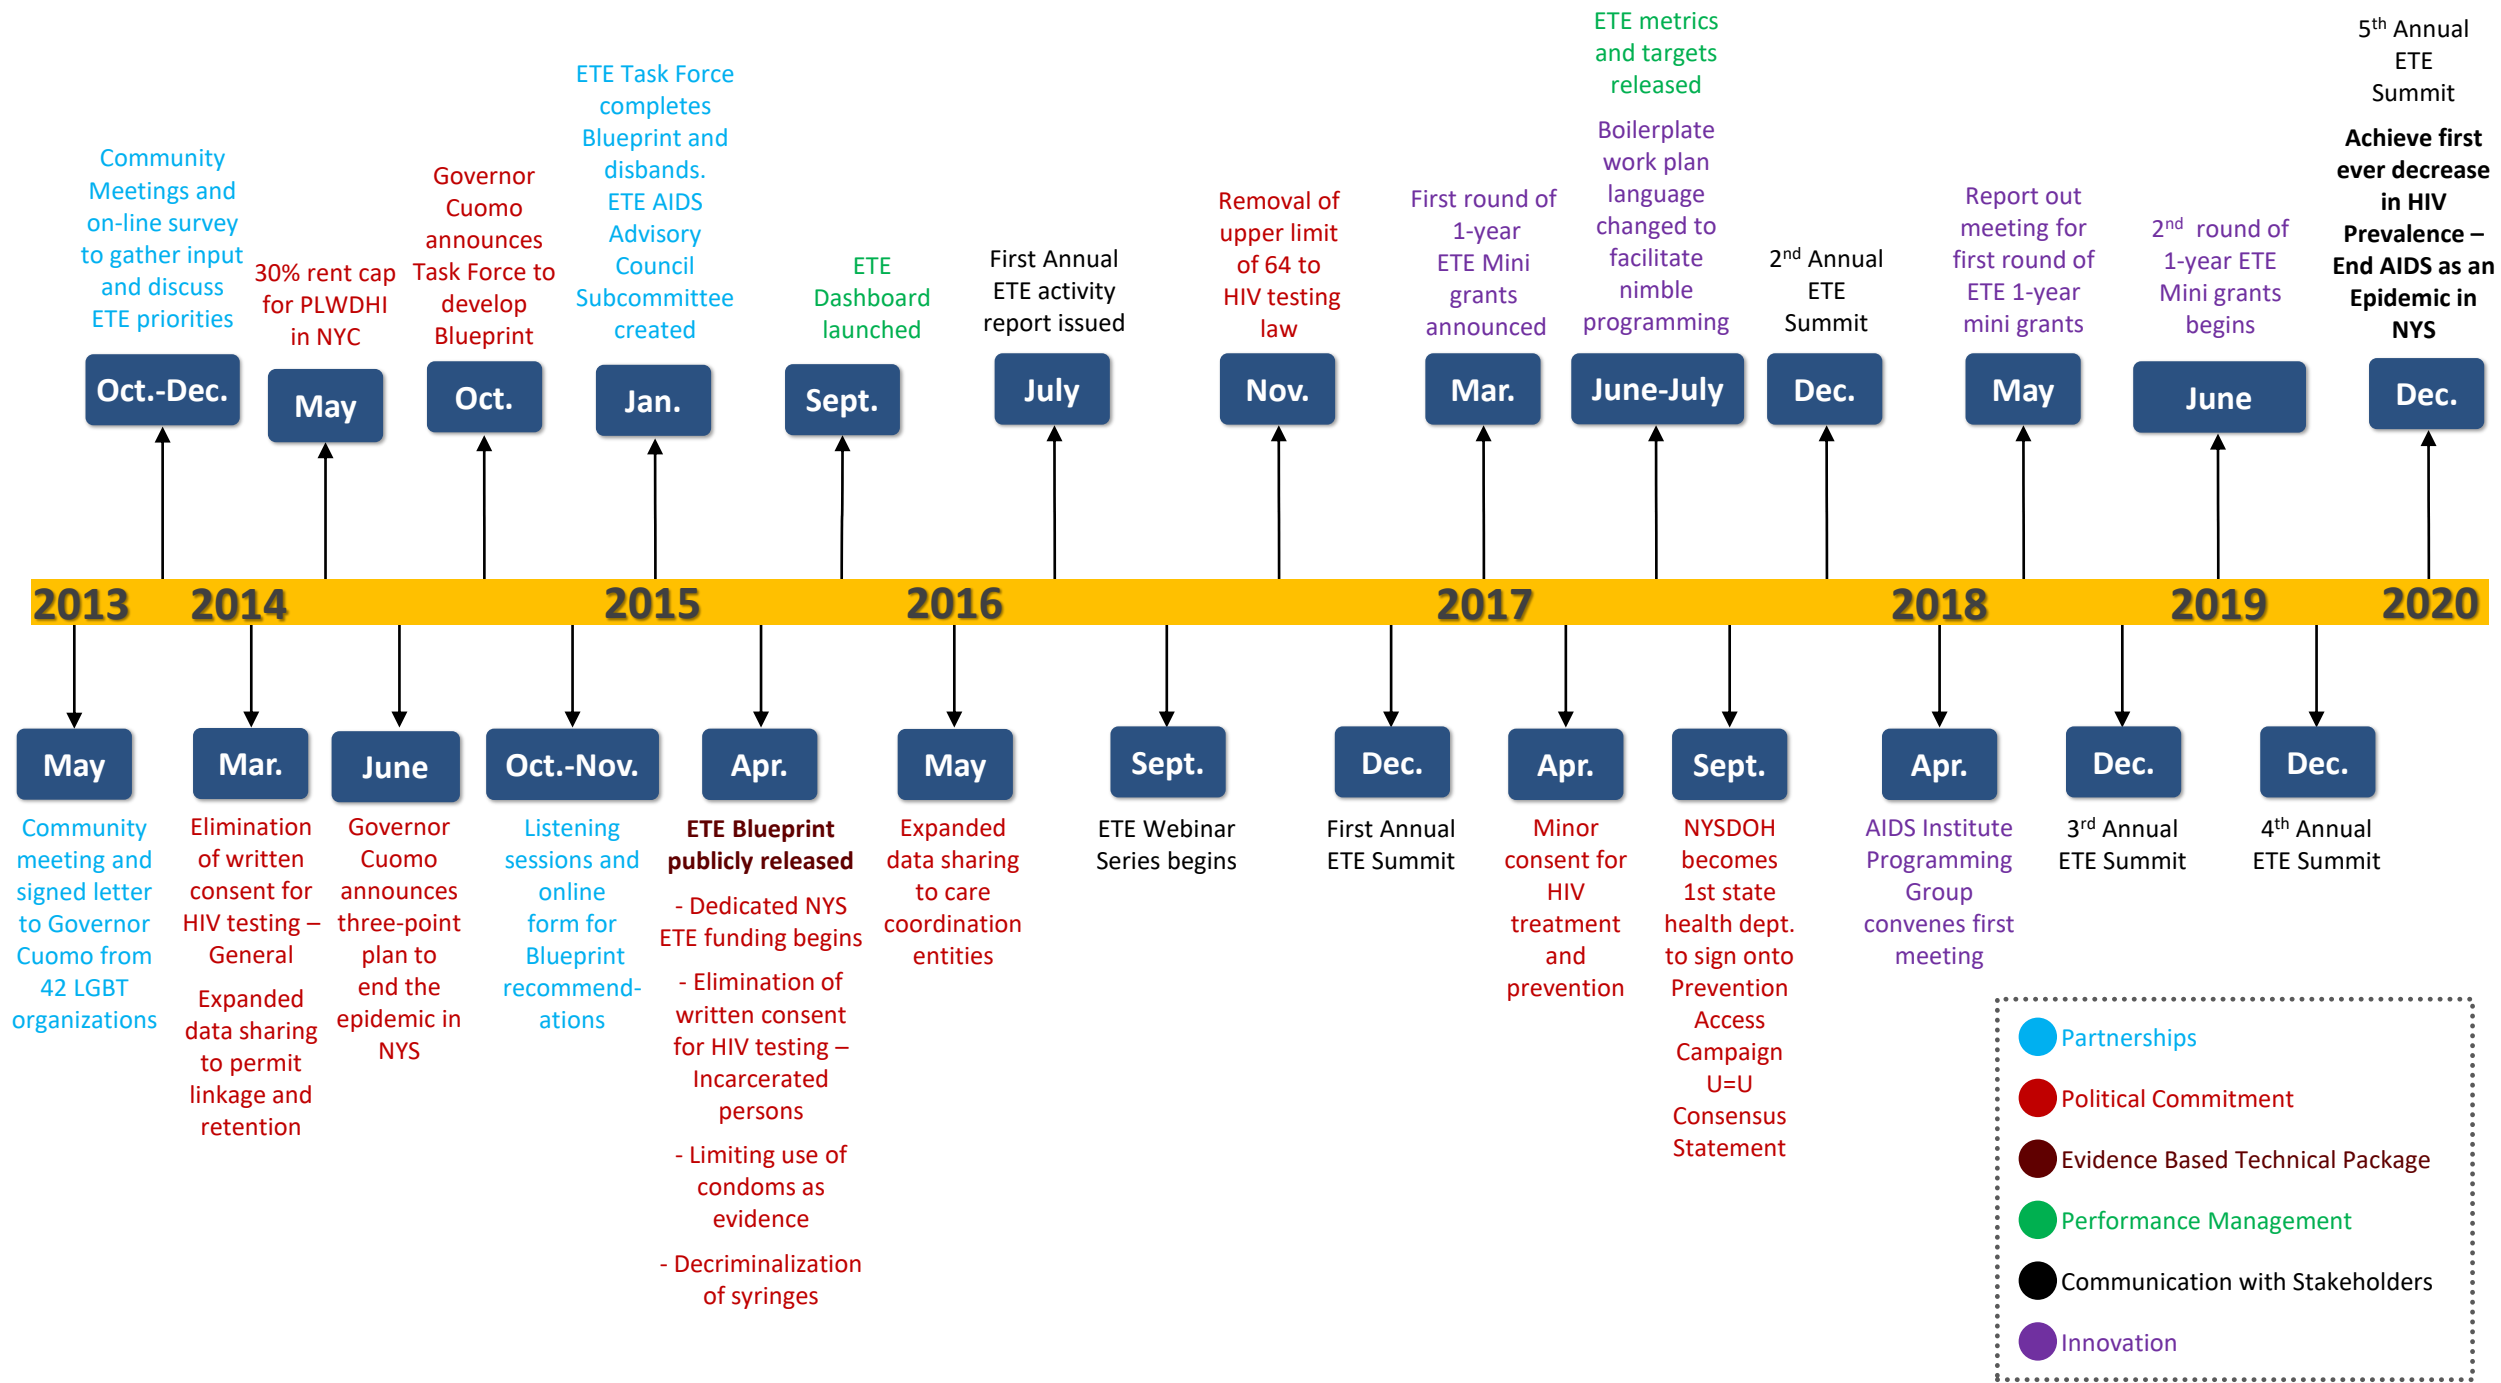 Community
Meetings and
on-line survey
to gather input
and discuss
ETE priorities
Oct.-Dec.
30% rent cap
for PLWDHI
in NYC
May
Governor
Cuomo
announces
Task Force to
develop
Blueprint
Oct.
ETE Task Force
completes
Blueprint and
disbands.
ETE AIDS
Advisory
Council
Subcommittee
created
Jan.
ETE
Dashboard
launched
Sept.
First Annual
ETE activity
report issued
July
Removal of
upper limit
of 64 to
HIV testing
law
Nov.
First round of
1-year
ETE Mini
grants
announced
Mar.
ETE metrics
and targets
released
Boilerplate
work plan
language
changed to
facilitate
nimble
programming
June-July
2nd Annual
ETE
Summit
Dec.
Report out
meeting for
first round of
ETE 1-year
mini grants
May
2nd round of
1-year ETE
Mini grants
begins
June
5th Annual
ETE
Summit
Achieve first
ever decrease
in HIV
Prevalence –
End AIDS as an
Epidemic in
NYS
Dec.
2013 2014 2015 2016 2017 2018 2019 2020
May
Community
meeting and
signed letter
to Governor
Cuomo from
42 LGBT
organizations
Mar.
Elimination
of written
consent for
HIV testing –
General
Expanded
data sharing
to permit
linkage and
retention
June
Governor
Cuomo
announces
three-point
plan to
end the
epidemic in
NYS
Oct.-Nov.
Listening
sessions and
online
form for
Blueprint
recommend-
ations
Apr.
ETE Blueprint
publicly released
- Dedicated NYS
ETE funding begins
- Elimination of
written consent
for HIV testing –
Incarcerated
persons
- Limiting use of
condoms as
evidence
- Decriminalization
of syringes
May
Expanded
data sharing
to care
coordination
entities
Sept.
ETE Webinar
Series begins
Dec.
First Annual
ETE Summit
Apr.
Minor
consent for
HIV
treatment
and
prevention
Sept.
NYSDOH
becomes
1st state
health dept.
to sign onto
Prevention
Access
Campaign
U=U
Consensus
Statement
Apr.
AIDS Institute
Programming
Group
convenes first
meeting
Dec.
3rd Annual
ETE Summit
Dec.
4th Annual
ETE Summit
Partnerships
Political Commitment
Evidence Based Technical Package
Performance Management
Communication with Stakeholders
Innovation